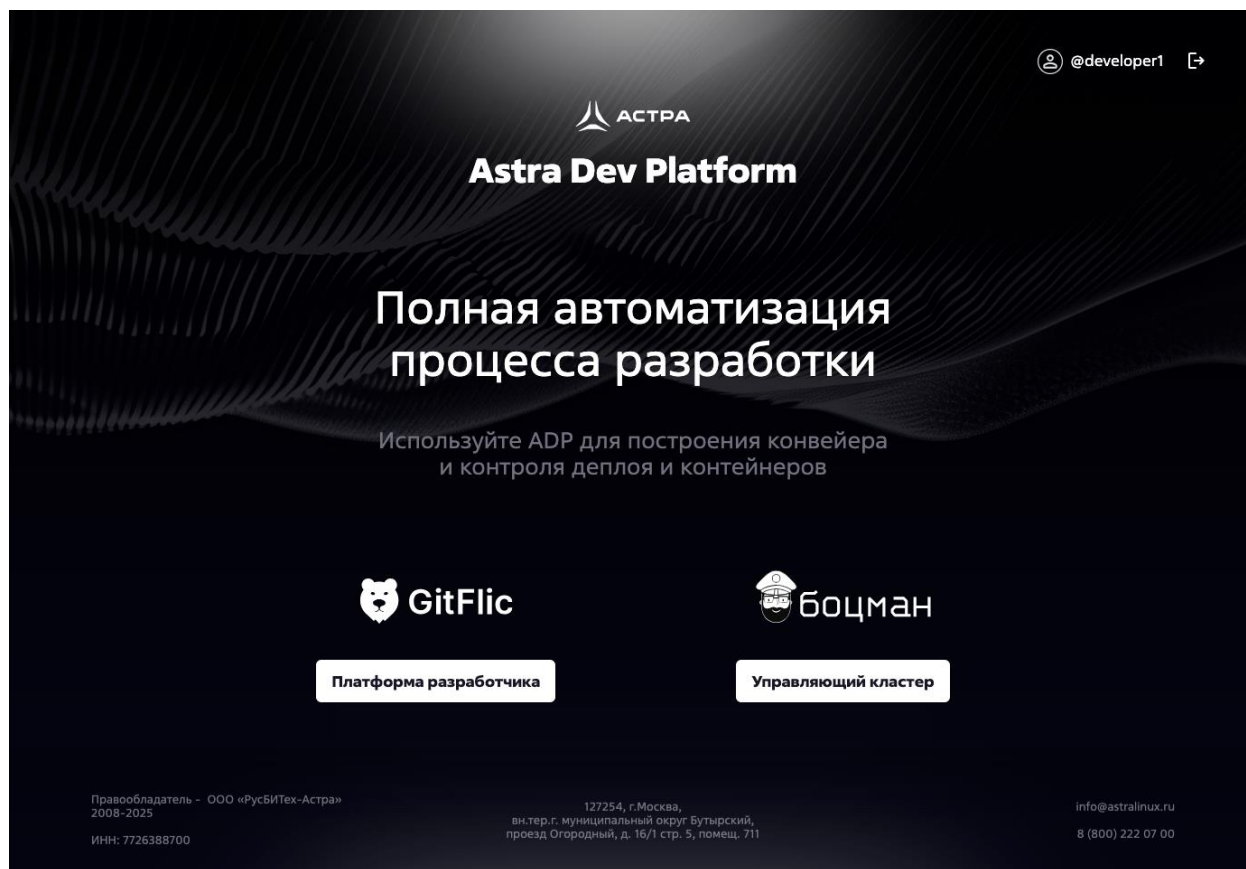 @developer1
АСТРА
Astra Dev Platform
Полная автоматизация
процесса разработки
Используйте ADP для построения конвейера
и контроля деплоя и контейнеров
GitFlic
боцман
Платформа разработчика
Управляющий кластер
Правообладатель - ООО «РусБИТех-Астра»
2008-2025
ИНН: 7726388700
127254, г.Москва,
вн.тер.г. муниципальный округ Бутырский,
проезд Огородный, д. 16/1 стр. 5, помещ. 711
info@astralinux.ru
8 (800) 222 07 00